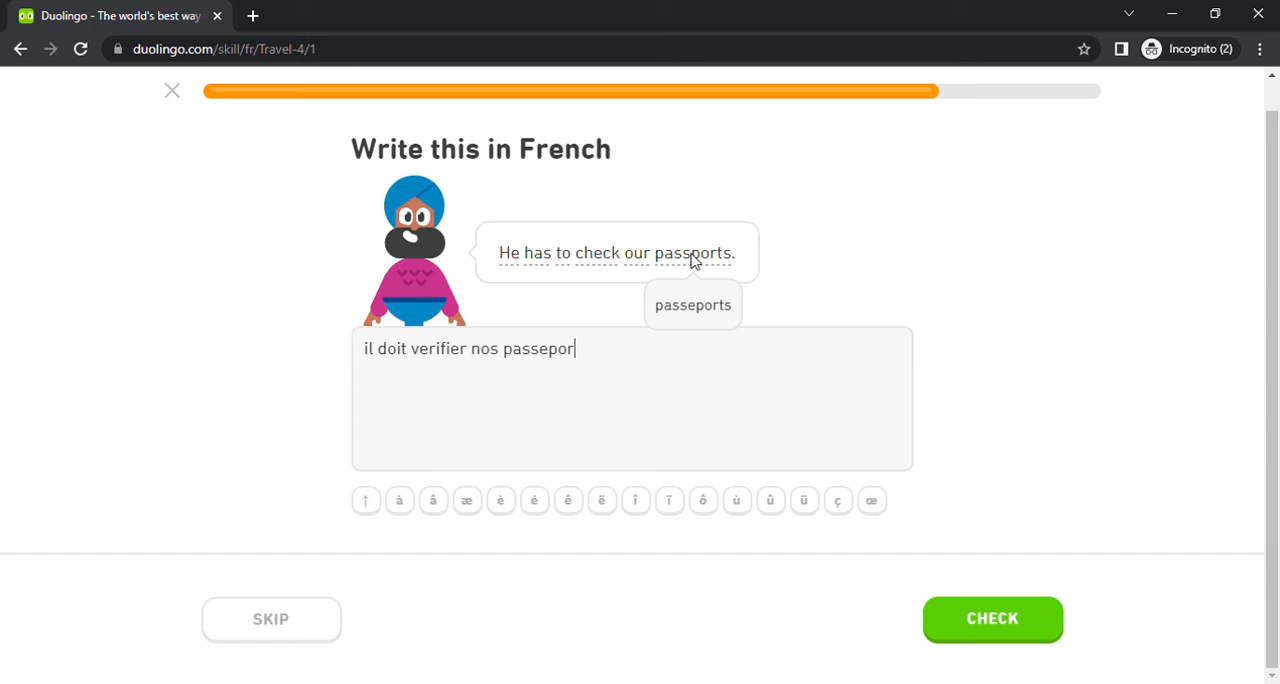 Duolingo - The world's best way
duolingo.com/skill/fr/Travel-4/1
Incognito (2)
Write this in French
He has to check our passports.
passeports
il doit verifier nos passepor
↑ à â æ è é ê ë î ï ô ù û ü ç œ
SKIP
CHECK